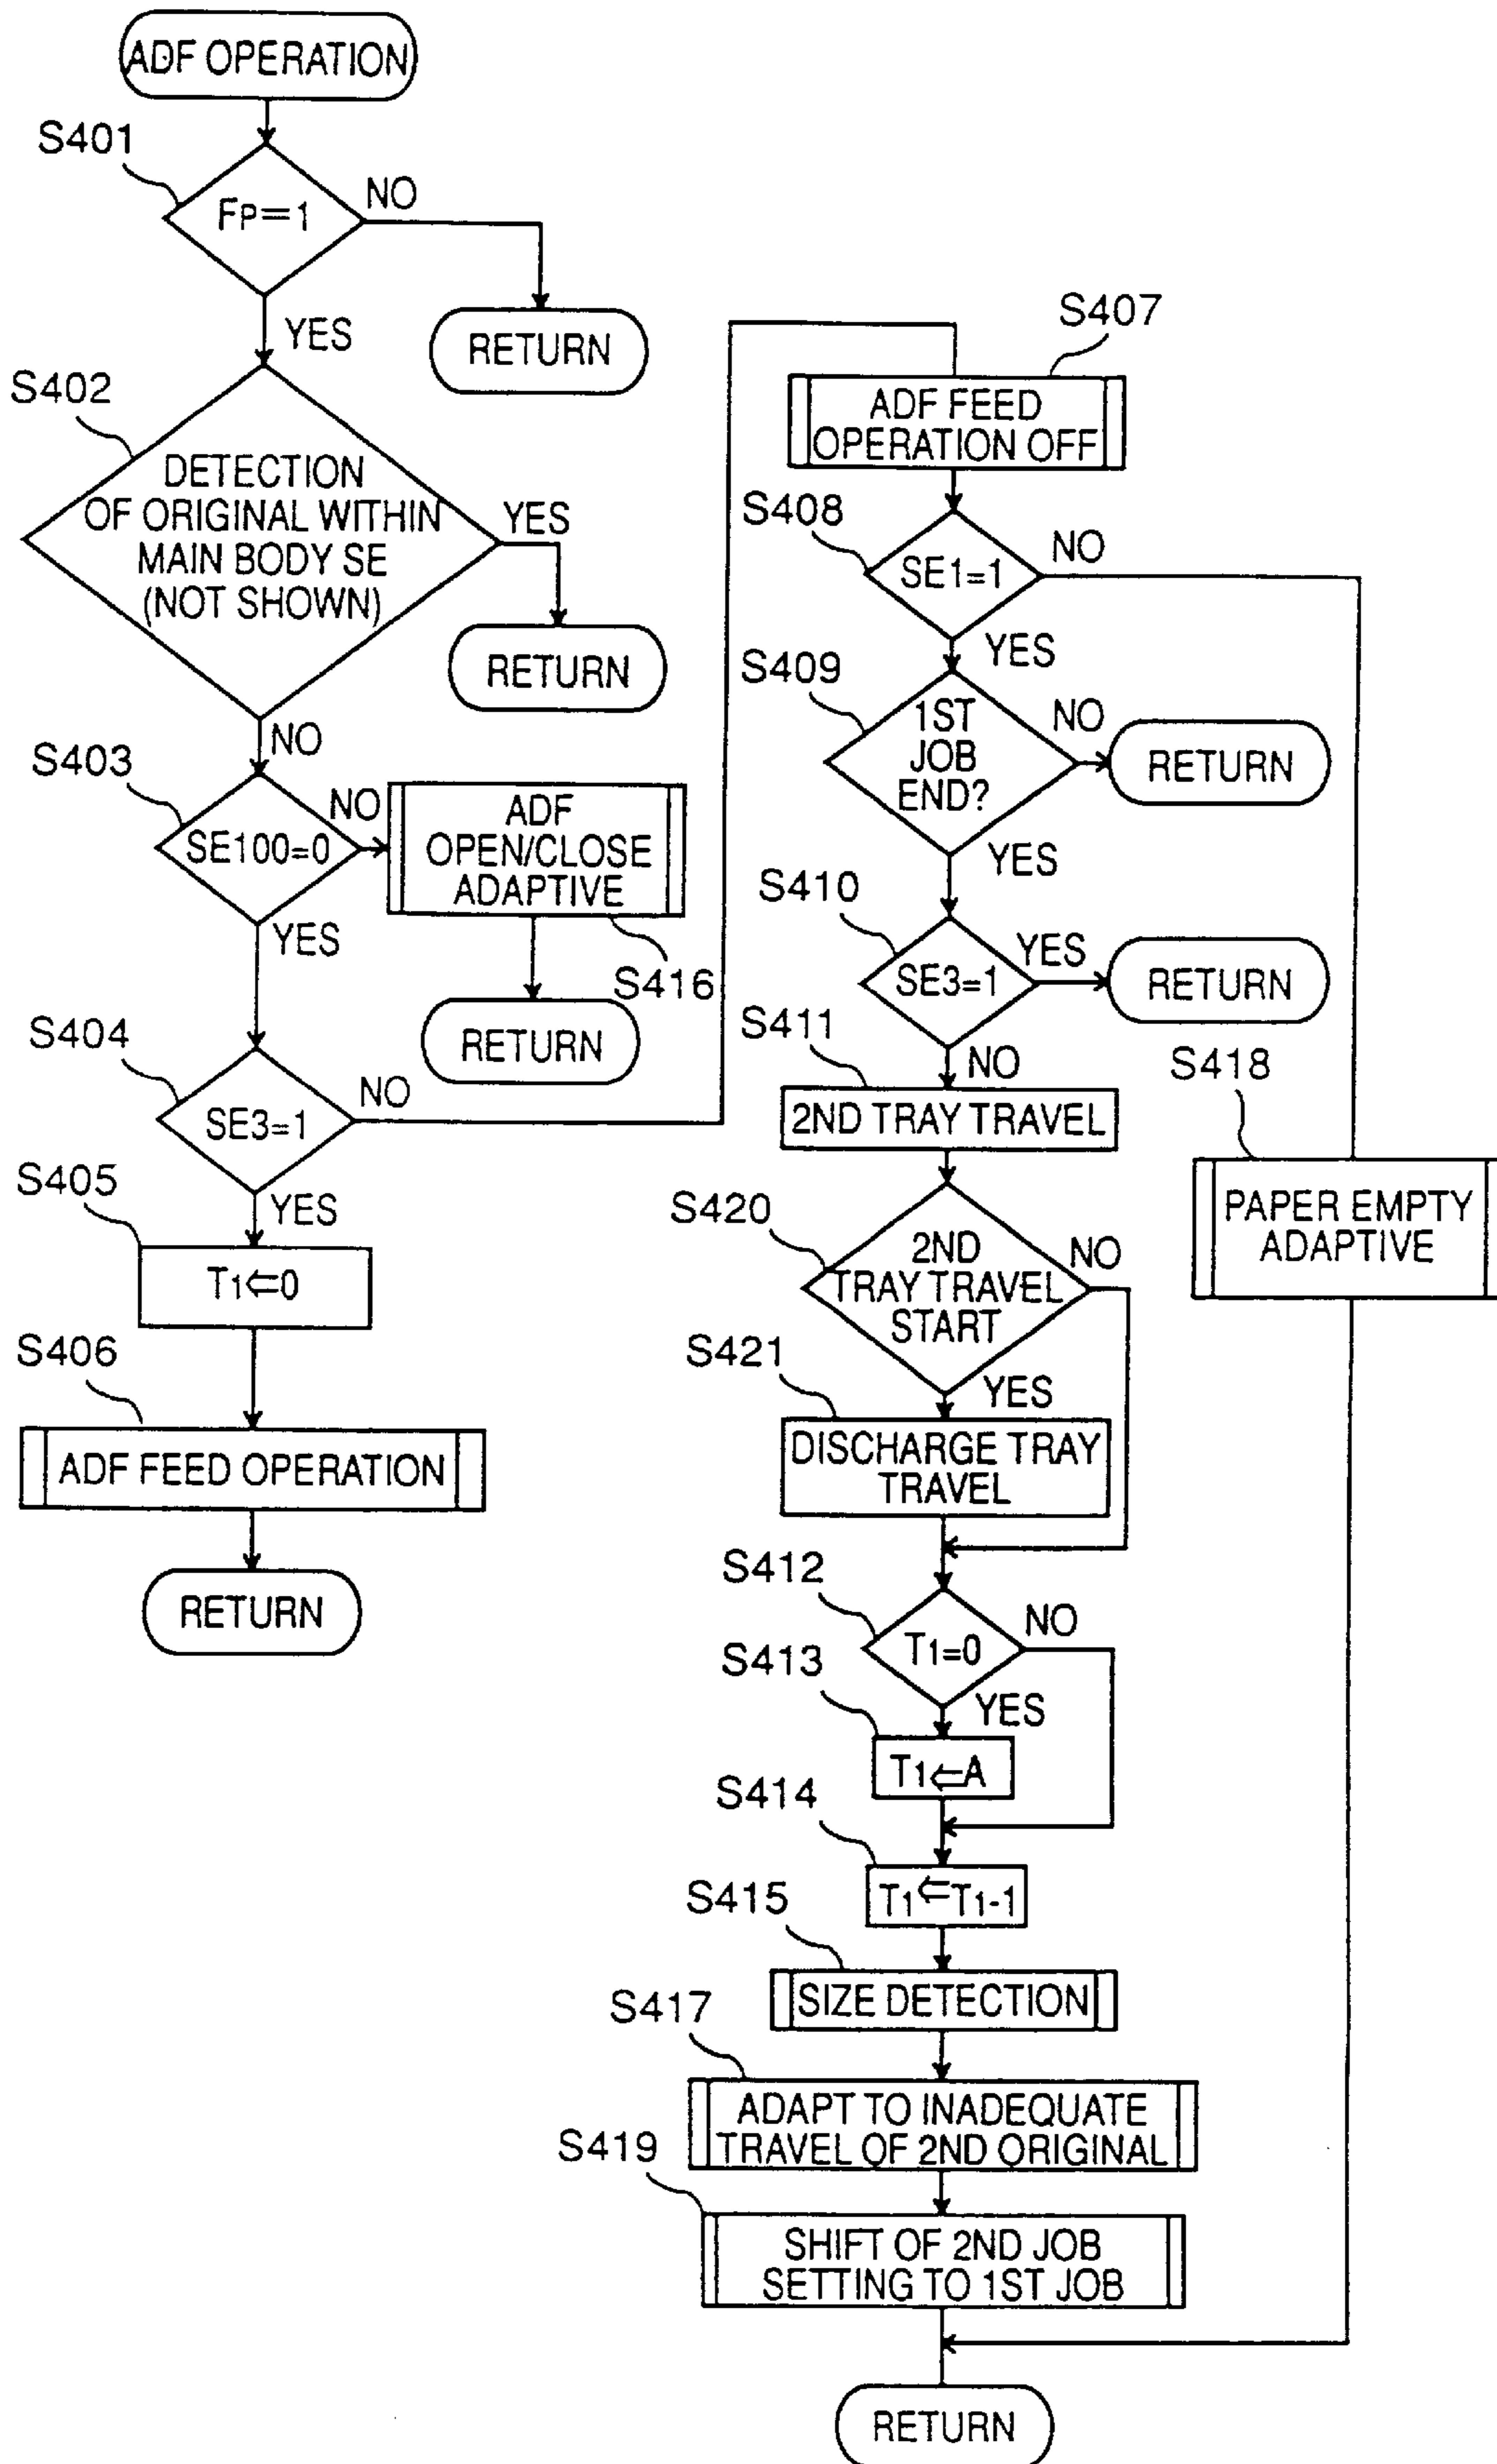 ADF OPERATION
S401
FP=1
NO
YES
RETURN
S402
DETECTION
OF ORIGINAL WITHIN
MAIN BODY SE
(NOT SHOWN)
YES
RETURN
NO
S403
SE100=0
NO
ADF
OPEN/CLOSE
ADAPTIVE
S416
RETURN
YES
S404
SE3=1
NO
YES
S405
T1⇐0
S406
ADF FEED OPERATION
RETURN
S407
ADF FEED
OPERATION OFF
S408
SE1=1
NO
YES
S409
1ST
JOB
END?
NO
RETURN
YES
S410
SE3=1
YES
RETURN
NO
S411
2ND TRAY TRAVEL
S418
PAPER EMPTY
ADAPTIVE
S420
2ND
TRAY TRAVEL
START
NO
YES
S421
DISCHARGE TRAY
TRAVEL
S412
T1=0
NO
YES
S413
T1⇐A
S414
T1⇐T1-1
S415
SIZE DETECTION
S417
ADAPT TO INADEQUATE
TRAVEL OF 2ND ORIGINAL
S419
SHIFT OF 2ND JOB
SETTING TO 1ST JOB
RETURN